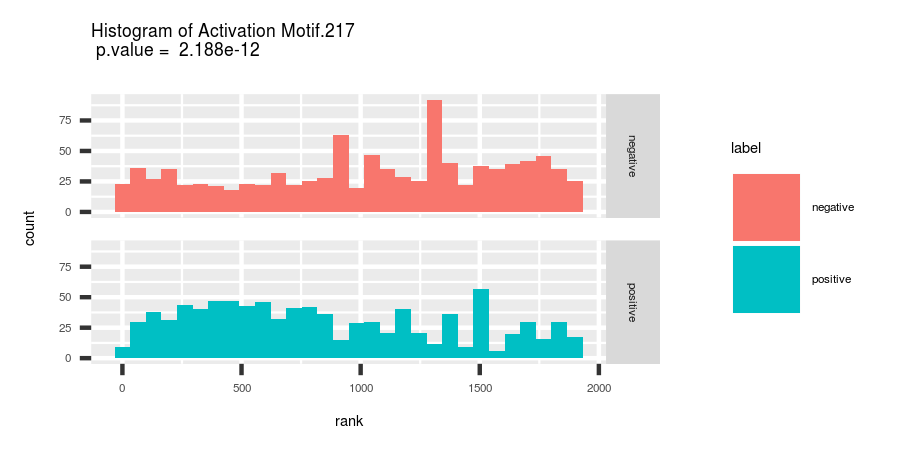 Histogram of Activation Motif.217
p.value = 2.188e-12
75
50
25
0
negative
75
50
25
0
positive
0 500 1000 1500 2000
rank
count
label
negative
positive